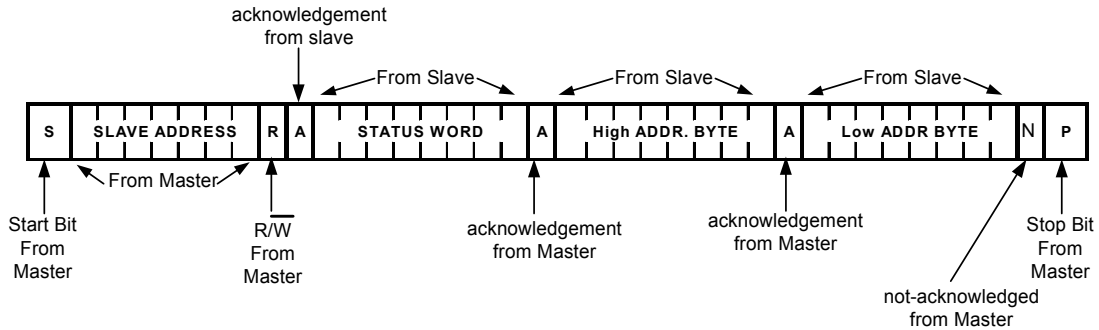 acknowledgement
from slave
From Slave
From Slave
From Slave
S SLAVE ADDRESS R A STATUS WORD A High ADDR. BYTE A Low ADDR BYTE N P
From Master
Start Bit
From
Master
R/W
From
Master
acknowledgement
from Master
acknowledgement
from Master
Stop Bit
From
Master
not-acknowledged
from Master